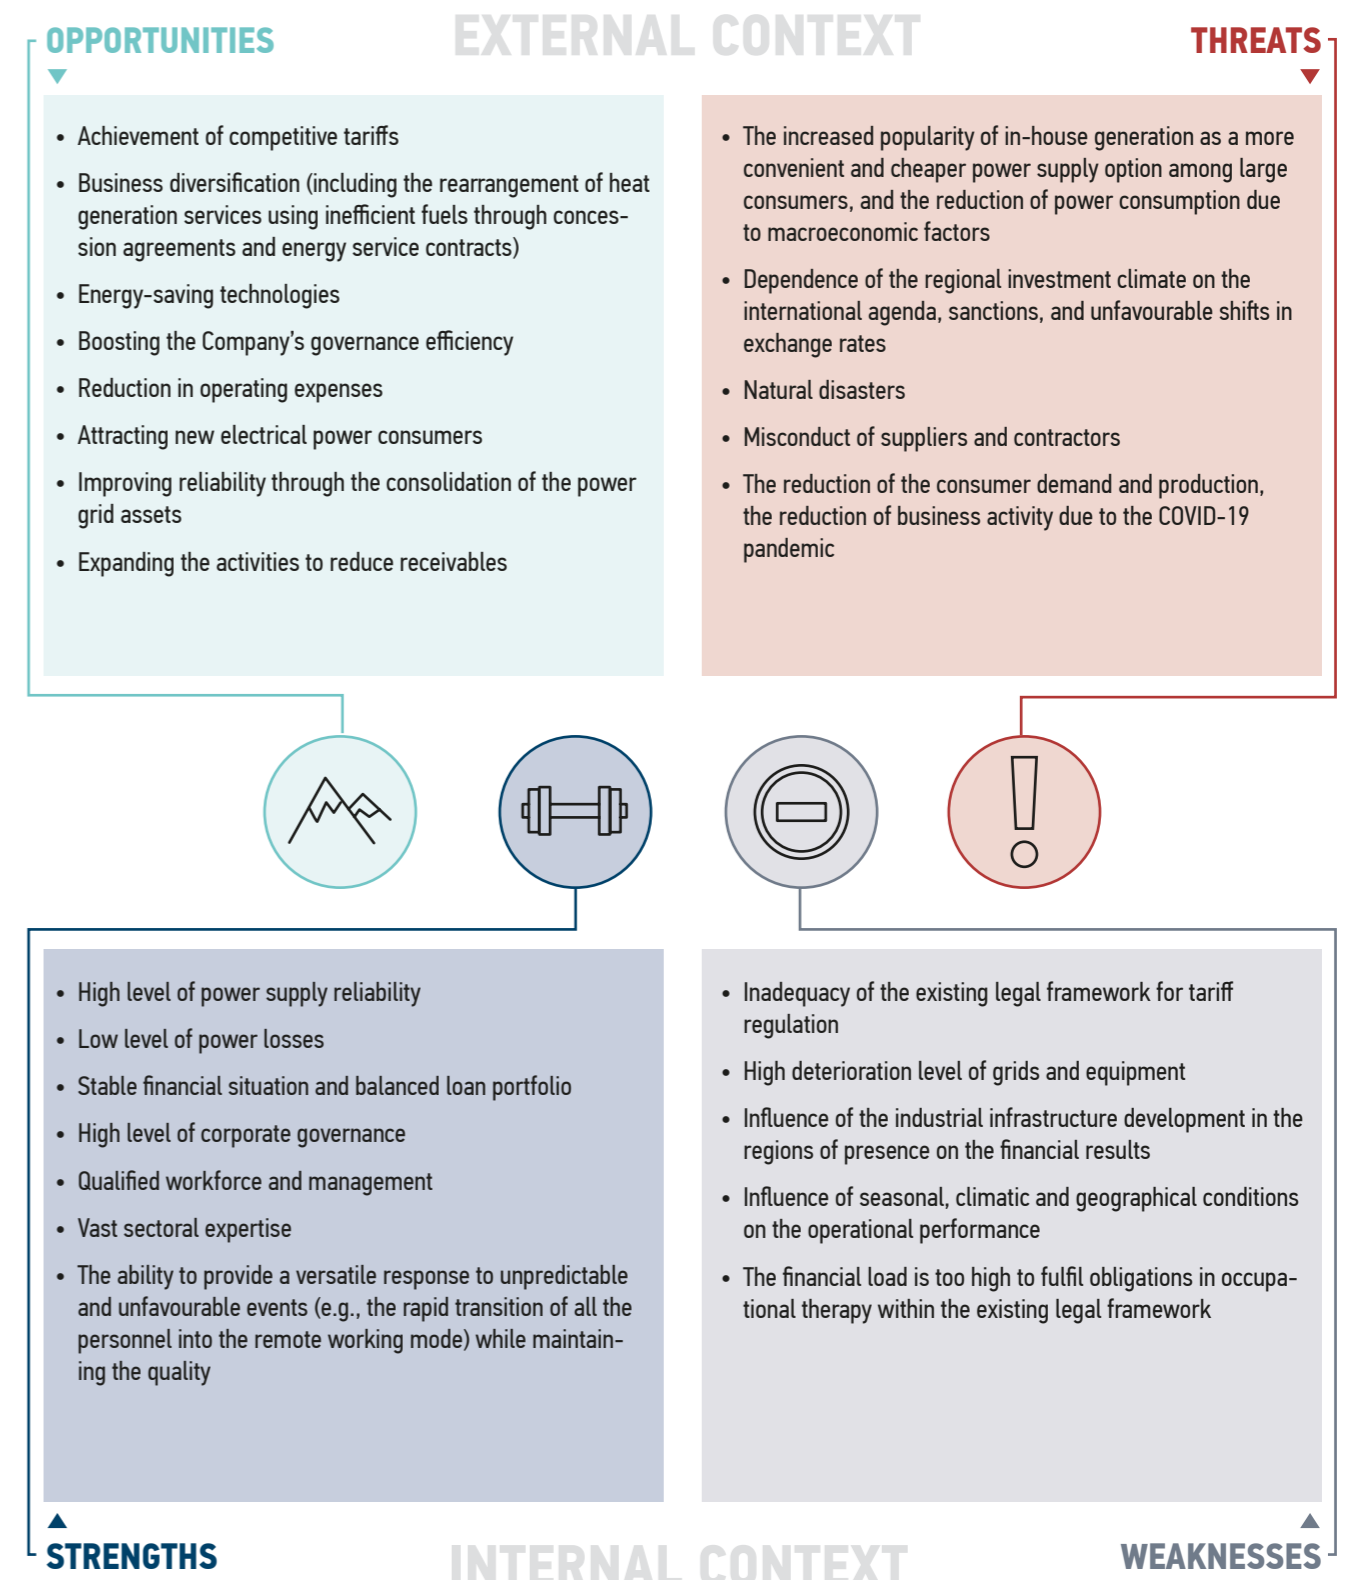 EXTERNAL CONTEXT
OPPORTUNITIES
• Achievement of competitive tariffs
• Business diversification (including the rearrangement of heat
generation services using inefficient fuels through conces-
sion agreements and energy service contracts)
• Energy-saving technologies
• Boosting the Company's governance efficiency
• Reduction in operating expenses
• Attracting new electrical power consumers
• Improving reliability through the consolidation of the power
grid assets
• Expanding the activities to reduce receivables
THREATS
• The increased popularity of in-house generation as a more
convenient and cheaper power supply option among large
consumers, and the reduction of power consumption due
to macroeconomic factors
• Dependence of the regional investment climate on the
international agenda, sanctions, and unfavourable shifts in
exchange rates
• Natural disasters
• Misconduct of suppliers and contractors
• The reduction of the consumer demand and production,
the reduction of business activity due to the COVID-19
pandemic
• High level of power supply reliability
• Low level of power losses
• Stable financial situation and balanced loan portfolio
• High level of corporate governance
• Qualified workforce and management
• Vast sectoral expertise
• The ability to provide a versatile response to unpredictable
and unfavourable events (e.g., the rapid transition of all the
personnel into the remote working mode) while maintain-
ing the quality
STRENGTHS
• Inadequacy of the existing legal framework for tariff
regulation
• High deterioration level of grids and equipment
• Influence of the industrial infrastructure development in the
regions of presence on the financial results
• Influence of seasonal, climatic and geographical conditions
on the operational performance
• The financial load is too high to fulfil obligations in occupa-
tional therapy within the existing legal framework
WEAKNESSES
INTERNAL CONTEXT